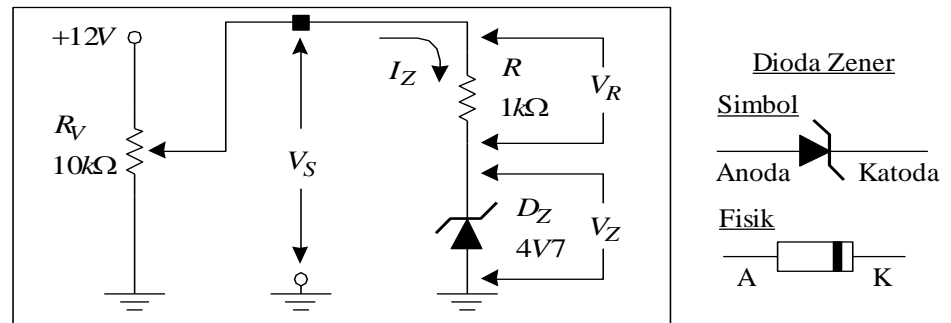 +12V
R_V
10kΩ
V_S
I_Z
R
1kΩ
V_R
D_Z
4V7
V_Z
Dioda Zener
Simbol
Anoda Katoda
Fisik
A K